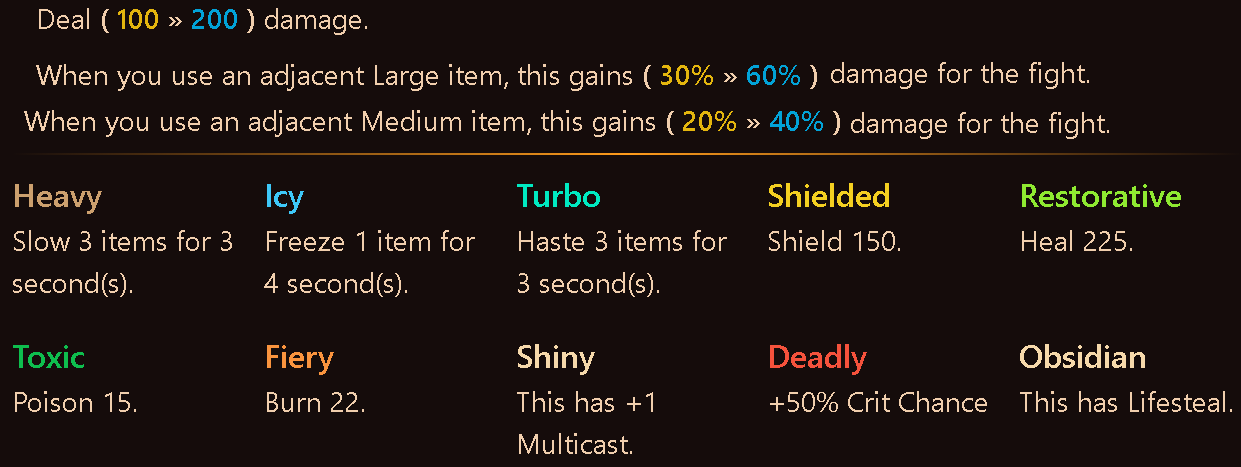 Deal ( 100 » 200 ) damage.
When you use an adjacent Large item, this gains ( 30% » 60% ) damage for the fight.
When you use an adjacent Medium item, this gains ( 20% » 40% ) damage for the fight.
Heavy
Slow 3 items for 3
second(s).
Icy
Freeze 1 item for
4 second(s).
Turbo
Haste 3 items for
3 second(s).
Shielded
Shield 150.
Restorative
Heal 225.
Toxic
Poison 15.
Fiery
Burn 22.
Shiny
This has +1
Multicast.
Deadly
+50% Crit Chance
Obsidian
This has Lifesteal.